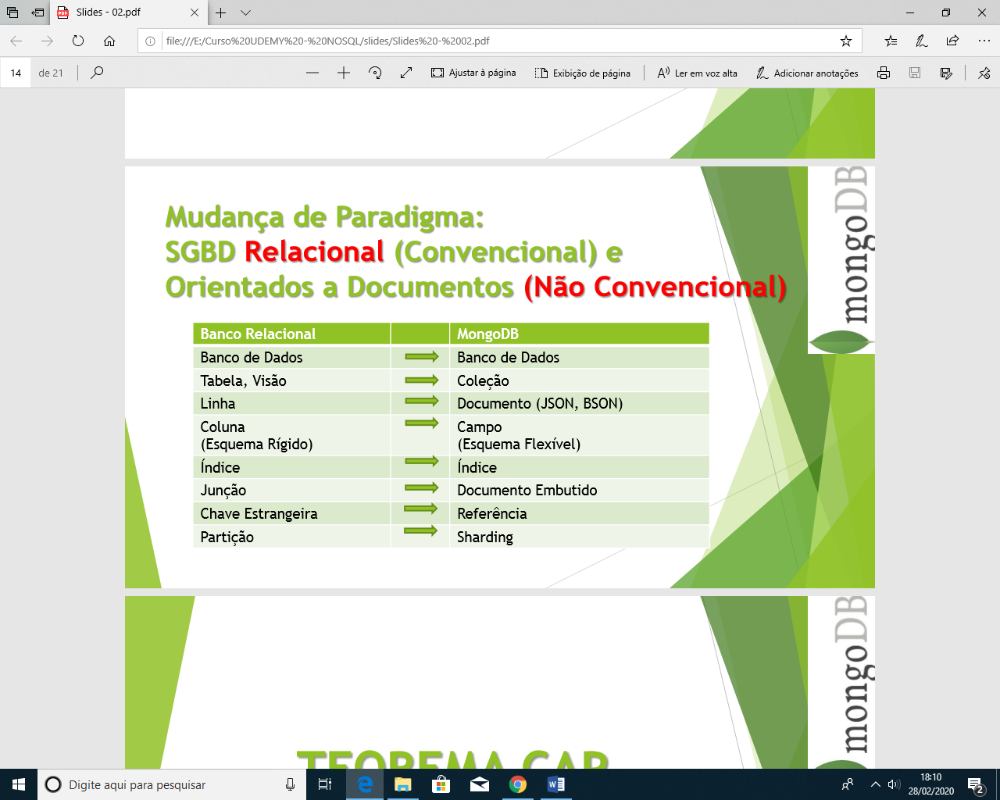 Slides - 02.pdf
file:///E:/Curso%20UDEMY%20-%20NOSQL/slides/Slides%20-%2002.pdf
14 de 21 Ajustar à página Exibição de página Ler em voz alta Adicionar anotações
mongoDB
Mudança de Paradigma:
SGBD Relacional (Convencional) e
Orientados a Documentos (Não Convencional)
Banco Relacional MongoDB
Banco de Dados Banco de Dados
Tabela, Visão Coleção
Linha Documento (JSON, BSON)
Coluna Campo
(Esquema Rígido) (Esquema Flexível)
Índice Índice
Junção Documento Embutido
Chave Estrangeira Referência
Partição Sharding
mongoDB
TEOREMA CAP
Digite aqui para pesquisar
18:10
28/02/2020
2